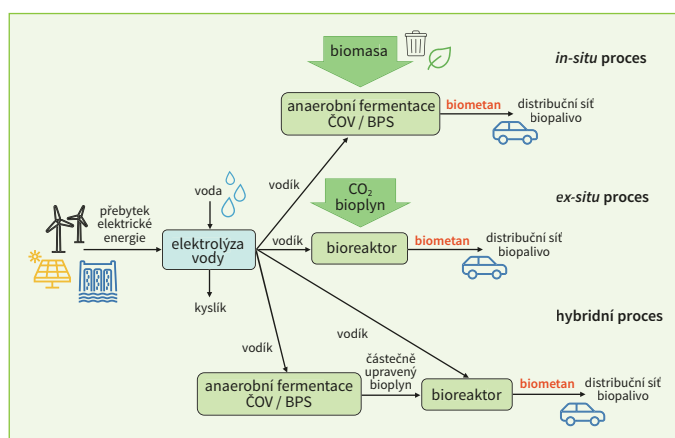 biomasa
in-situ proces
anaerobní fermentace
ČOV / BPS
biometan
distribuční síť
biopalivo
vodík
voda
CO₂
bioplyn
ex-situ proces
přebytek
elektrické
energie
elektrolýza
vody
vodík
bioreaktor
biometan
distribuční síť
biopalivo
kyslík
hybridní proces
vodík
vodík
částečně
upravený
bioplyn
anaerobní fermentace
ČOV / BPS
bioreaktor
biometan
distribuční síť
biopalivo